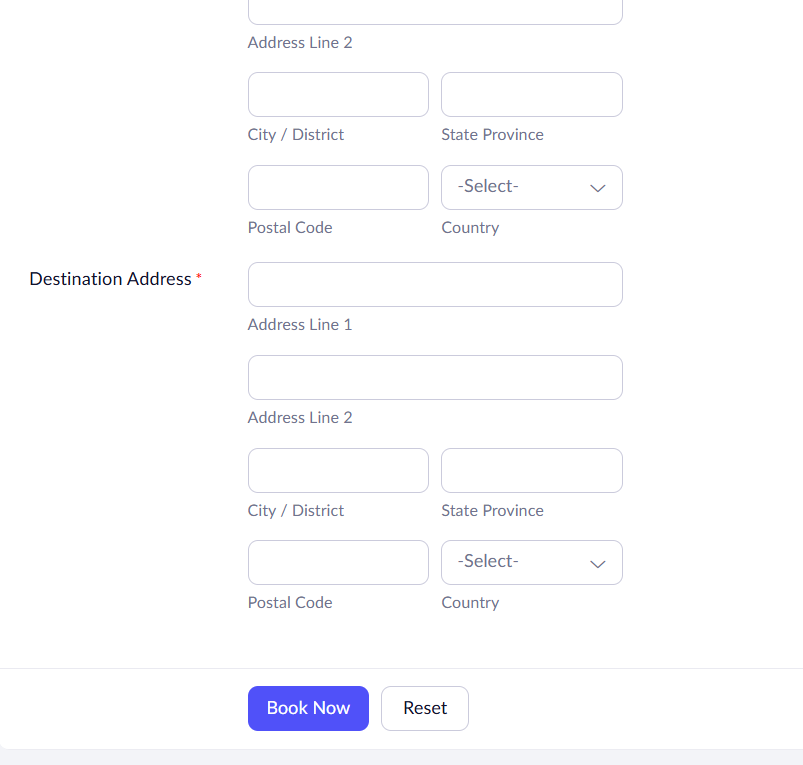 Address Line 2
City / District State Province
-Select-
Postal Code Country
Destination Address *
Address Line 1
Address Line 2
City / District State Province
-Select-
Postal Code Country
Book Now Reset